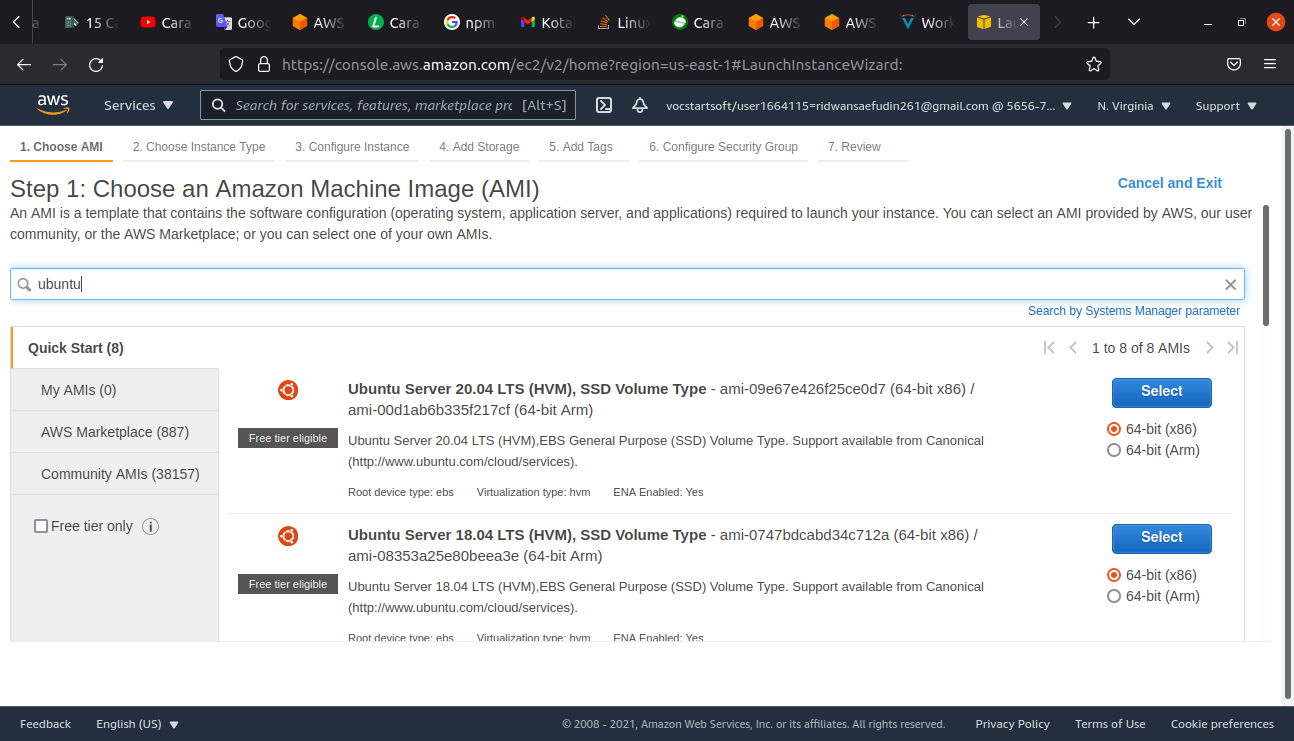 15
Cara
Goog
AWS
Cara
npm
Kota
Linux
Cara
AWS
AWS
Work
La
https://console.aws.amazon.com/ec2/v2/home?region=us-east-1#LaunchInstanceWizard:
aws
Services
Search for services, features, marketplace prc
[Alt+S]
vocstartsoft/user1664115=ridwansaefudin261@gmail.com @ 5656-7...
N. Virginia
Support
1. Choose AMI
2. Choose Instance Type
3. Configure Instance
4. Add Storage
5. Add Tags
6. Configure Security Group
7. Review
Step 1: Choose an Amazon Machine Image (AMI)
Cancel and Exit
An AMI is a template that contains the software configuration (operating system, application server, and applications) required to launch your instance. You can select an AMI provided by AWS, our user
community, or the AWS Marketplace; or you can select one of your own AMIs.
ubuntu
Search by Systems Manager parameter
Quick Start (8)
1 to 8 of 8 AMIs
My AMIs (0)
AWS Marketplace (887)
Community AMIs (38157)
Free tier only
Ubuntu Server 20.04 LTS (HVM), SSD Volume Type - ami-09e67e426f25ce0d7 (64-bit x86) /
ami-00d1ab6b335f217cf (64-bit Arm)
Free tier eligible
Ubuntu Server 20.04 LTS (HVM),EBS General Purpose (SSD) Volume Type. Support available from Canonical
(http://www.ubuntu.com/cloud/services).
Root device type: ebs
Virtualization type: hvm
ENA Enabled: Yes
Select
64-bit (x86)
64-bit (Arm)
Ubuntu Server 18.04 LTS (HVM), SSD Volume Type - ami-0747bdcabd34c712a (64-bit x86) /
ami-08353a25e80beea3e (64-bit Arm)
Free tier eligible
Ubuntu Server 18.04 LTS (HVM),EBS General Purpose (SSD) Volume Type. Support available from Canonical
(http://www.ubuntu.com/cloud/services).
Root device type: ebs
Virtualization type: hvm
ENA Enabled: Yes
Select
64-bit (x86)
64-bit (Arm)
Feedback
English (US)
© 2008 - 2021, Amazon Web Services, Inc. or its affiliates. All rights reserved.
Privacy Policy
Terms of Use
Cookie preferences